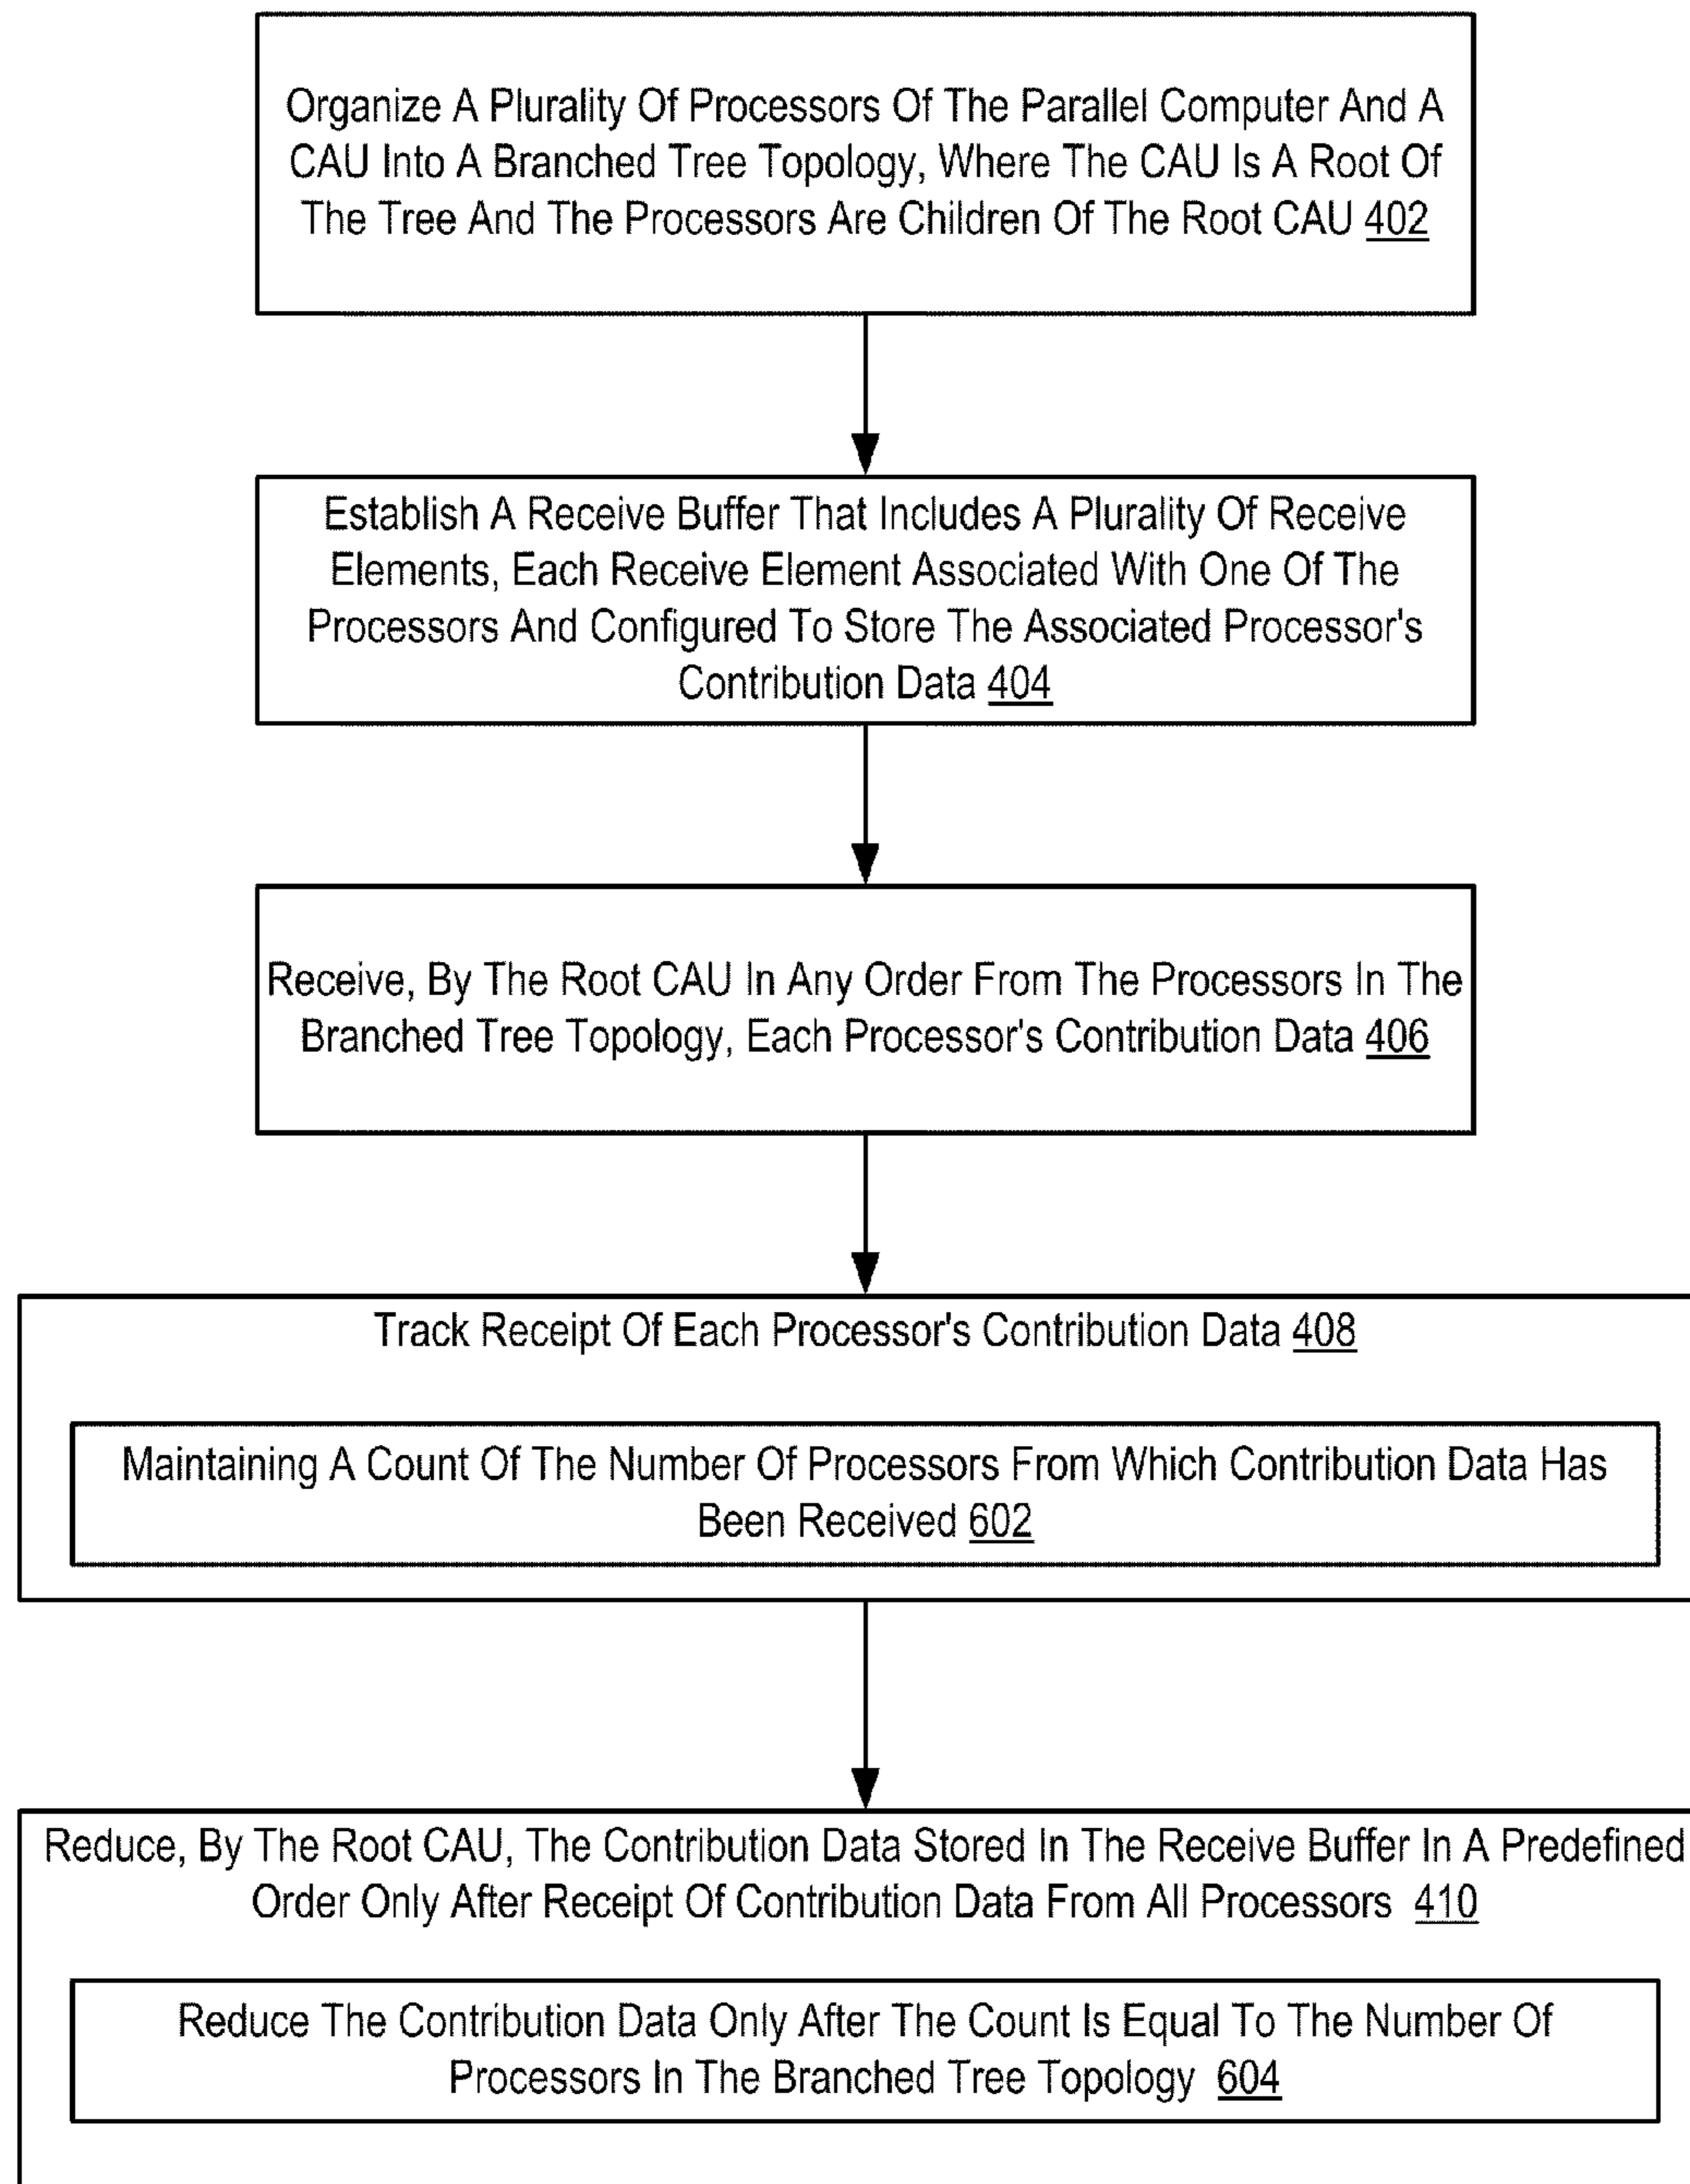 Organize A Plurality Of Processors Of The Parallel Computer And A
CAU Into A Branched Tree Topology, Where The CAU Is A Root Of
The Tree And The Processors Are Children Of The Root CAU 402
Establish A Receive Buffer That Includes A Plurality Of Receive
Elements, Each Receive Element Associated With One Of The
Processors And Configured To Store The Associated Processor's
Contribution Data 404
Receive, By The Root CAU In Any Order From The Processors In The
Branched Tree Topology, Each Processor's Contribution Data 406
Track Receipt Of Each Processor's Contribution Data 408
Maintaining A Count Of The Number Of Processors From Which Contribution Data Has
Been Received 602
Reduce, By The Root CAU, The Contribution Data Stored In The Receive Buffer In A Predefined
Order Only After Receipt Of Contribution Data From All Processors 410
Reduce The Contribution Data Only After The Count Is Equal To The Number Of
Processors In The Branched Tree Topology 604